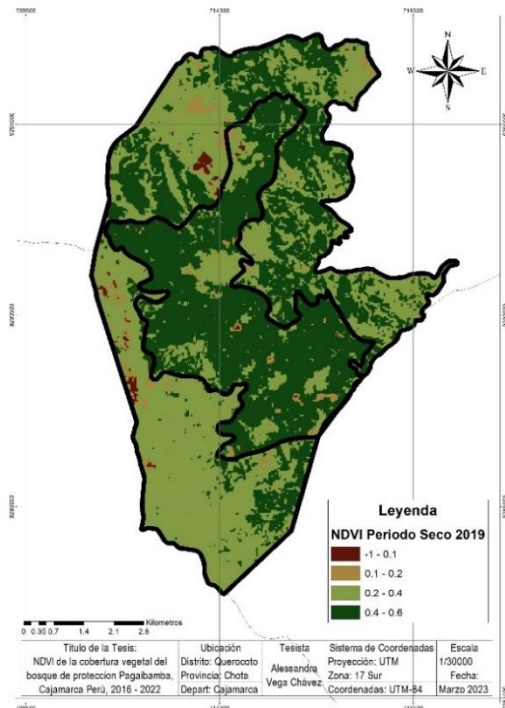 714000
N
W E
S
Leyenda
NDVI Periodo Seco 2019
-1 - 0.1
0.1 - 0.2
0.2 - 0.4
0.4 - 0.6
Kilometros
0 0.35 0.7 1.4 2.1 2.8
Título de la Tesis:
NDVI de la cobertura vegetal del
bosque de proteccion Pagaibamba,
Cajamarca Perú, 2016 - 2022
Ubicación
Distrito: Querocoto
Provincia: Chota
Depart: Cajamarca
Tesista
Alessandra
Vega Chávez
Sistema de Coordenadas
Proyección: UTM
Zona: 17 Sur
Coordenadas: UTM-84
Escala
1/30000
Fecha:
Marzo 2023